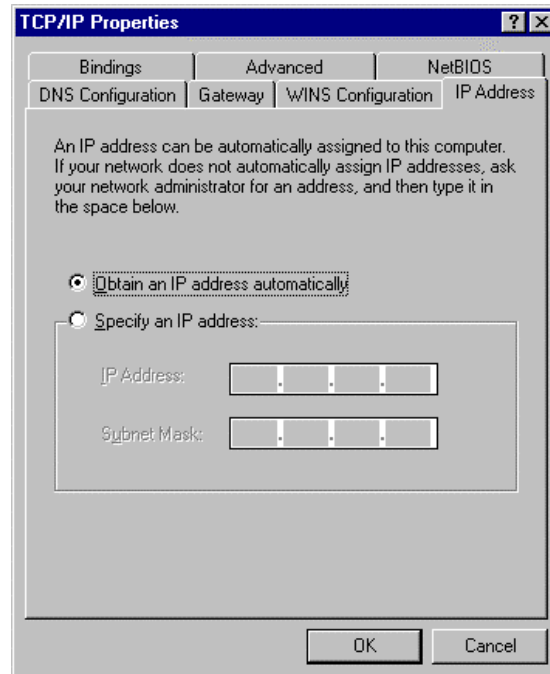 TCP/IP Properties
Bindings Advanced NetBIOS
DNS Configuration Gateway WINS Configuration IP Address
An IP address can be automatically assigned to this computer.
If your network does not automatically assign IP addresses, ask
your network administrator for an address, and then type it in
the space below.
Obtain an IP address automatically
Specify an IP address:
IP Address:
Subnet Mask:
OK Cancel